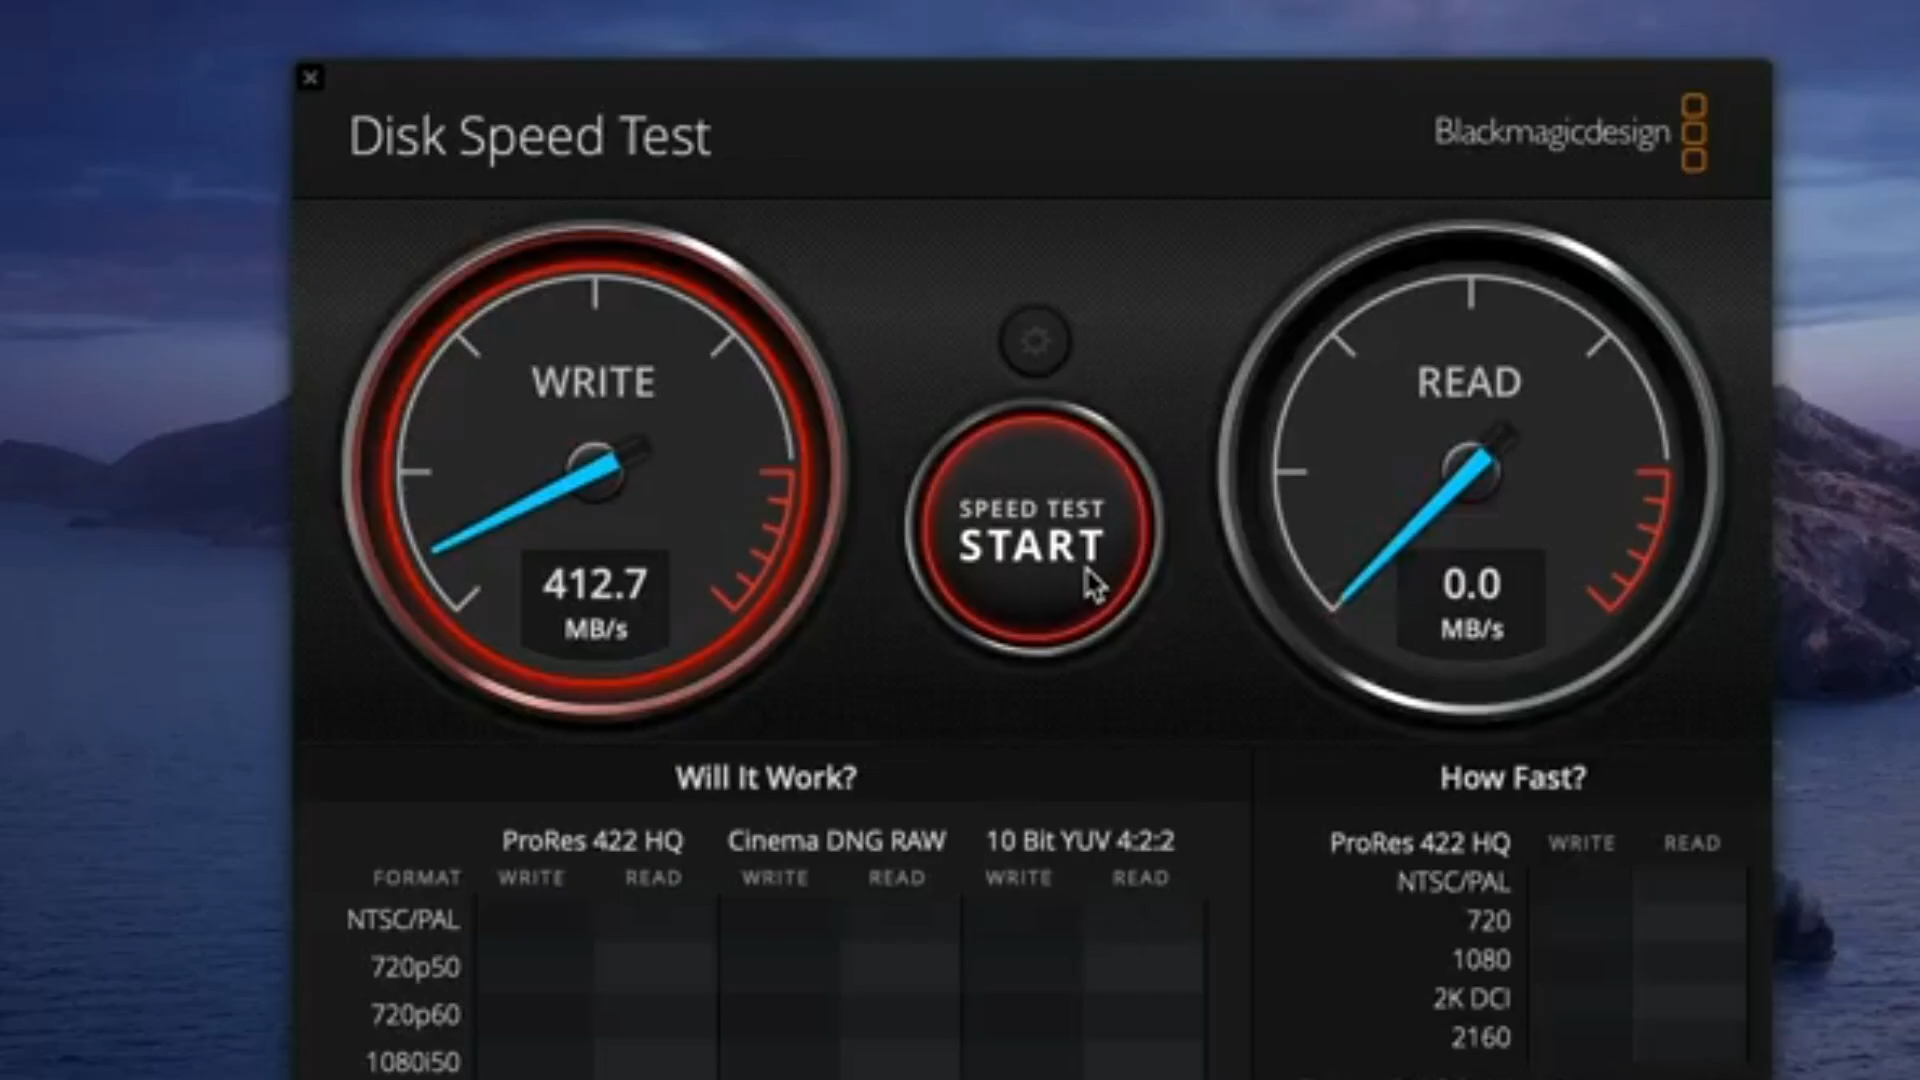 Disk Speed Test
Blackmagicdesign
WRITE
412.7
MB/s
SPEED TEST
START
READ
0.0
MB/s
Will It Work?
ProRes 422 HQ Cinema DNG RAW 10 Bit YUV 4:2:2
FORMAT WRITE READ WRITE READ WRITE READ
NTSC/PAL
720p50
720p60
1080i50
How Fast?
ProRes 422 HQ WRITE READ
NTSC/PAL
720
1080
2K DCI
2160